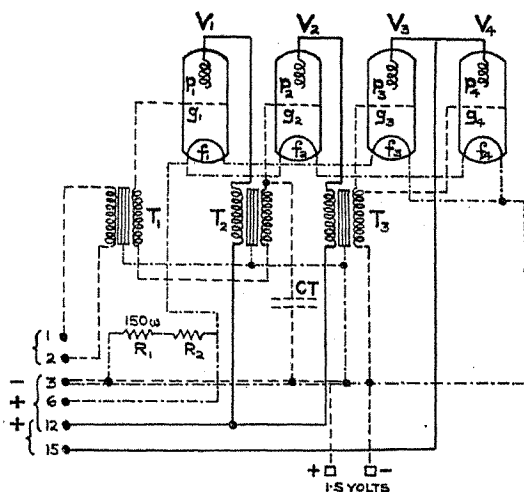 V1 V2 V3 V4
p1 p2 p3 p4
g1 g2 g3 g4
f1 f3 f3 f4
T1 T2 T3
CT
150ω
R1 R2
1
2
- 3
+ 6
+ 12
15
+ -
1·5 VOLTS